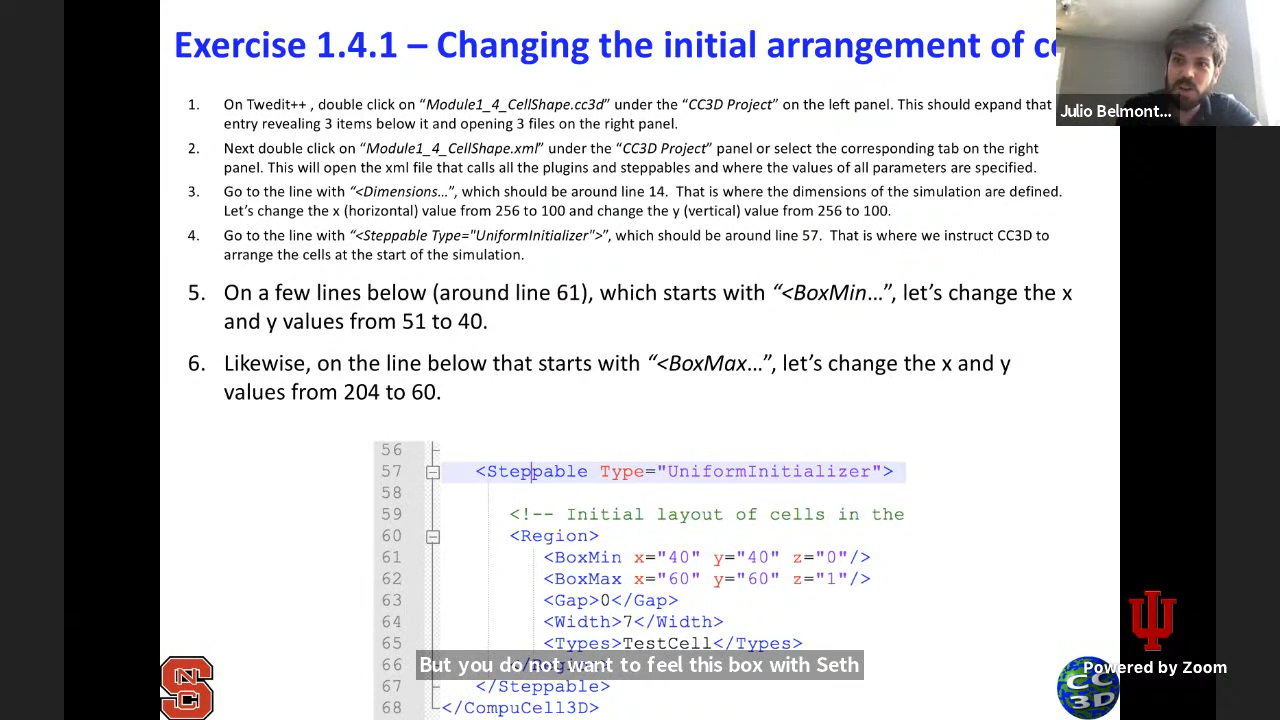 Exercise 1.4.1 – Changing the initial arrangement of
Julio Belmont...
1. On Twedit++ , double click on “Module1_4_CellShape.cc3d” under the “CC3D Project” on the left panel. This should expand that
entry revealing 3 items below it and opening 3 files on the right panel.
2. Next double click on “Module1_4_CellShape.xml” under the “CC3D Project” panel or select the corresponding tab on the right
panel. This will open the xml file that calls all the plugins and steppables and where the values of all parameters are specified.
3. Go to the line with “<Dimensions…”, which should be around line 14. That is where the dimensions of the simulation are defined.
Let’s change the x (horizontal) value from 256 to 100 and change the y (vertical) value from 256 to 100.
4. Go to the line with “<Steppable Type="UniformInitializer">”, which should be around line 57. That is where we instruct CC3D to
arrange the cells at the start of the simulation.
5. On a few lines below (around line 61), which starts with “<BoxMin…”, let’s change the x
and y values from 51 to 40.
6. Likewise, on the line below that starts with “<BoxMax…”, let’s change the x and y
values from 204 to 60.
56
57 <Steppable Type="UniformInitializer">
58
59 <!-- Initial layout of cells in the
60 <Region>
61 <BoxMin x="40" y="40" z="0"/>
62 <BoxMax x="60" y="60" z="1"/>
63 <Gap>0</Gap>
64 <Width>7</Width>
65 <Types>TestCell</Types>
66
But you do not want to feel this box with Seth
67 </Steppable>
68 </CompuCell3D>
Powered by Zoom
CC
3D